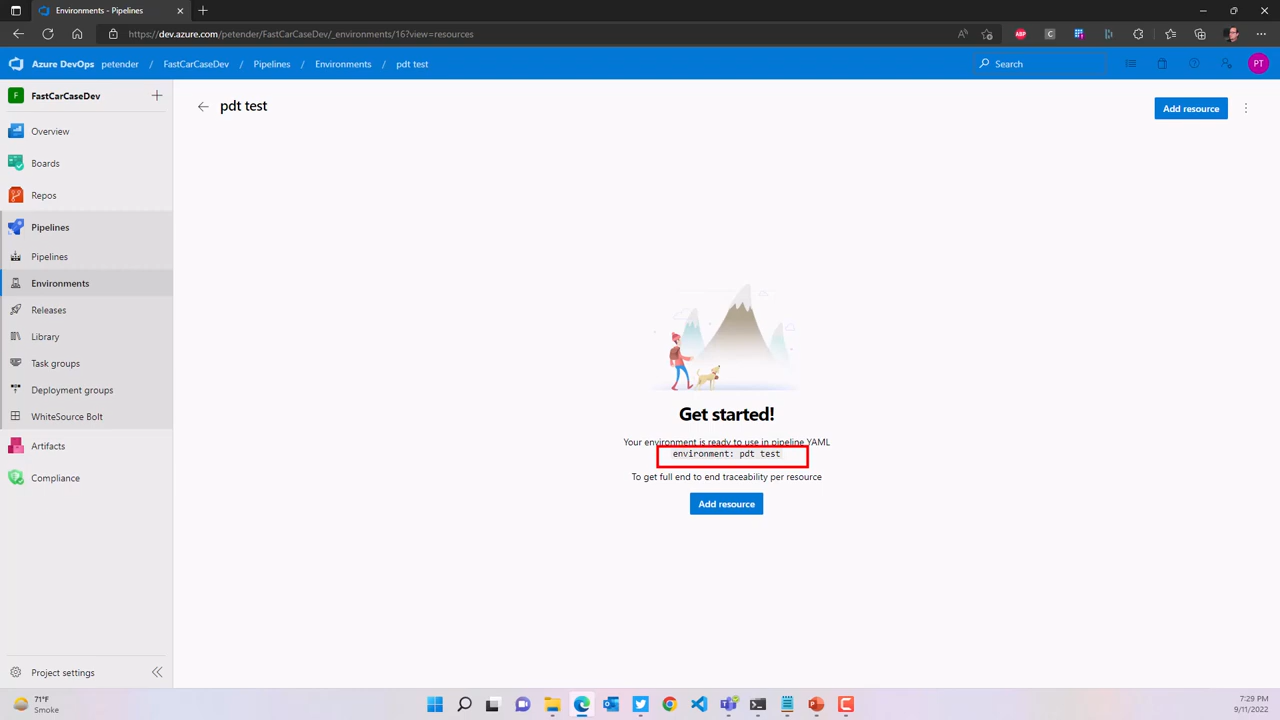 Environments - Pipelines
https://dev.azure.com/petender/FastCarCaseDev/_environments/16?view=resources
ABP
C
Azure DevOps petender / FastCarCaseDev / Pipelines / Environments / pdt test
Search
PT
F FastCarCaseDev
pdt test
Add resource
Overview
Boards
Repos
Pipelines
Pipelines
Environments
Releases
Library
Task groups
Deployment groups
WhiteSource Bolt
Artifacts
Compliance
Get started!
Your environment is ready to use in pipeline YAML
environment: pdt test
To get full end to end traceability per resource
Add resource
Project settings
71°F
Smoke
7:29 PM
9/11/2022